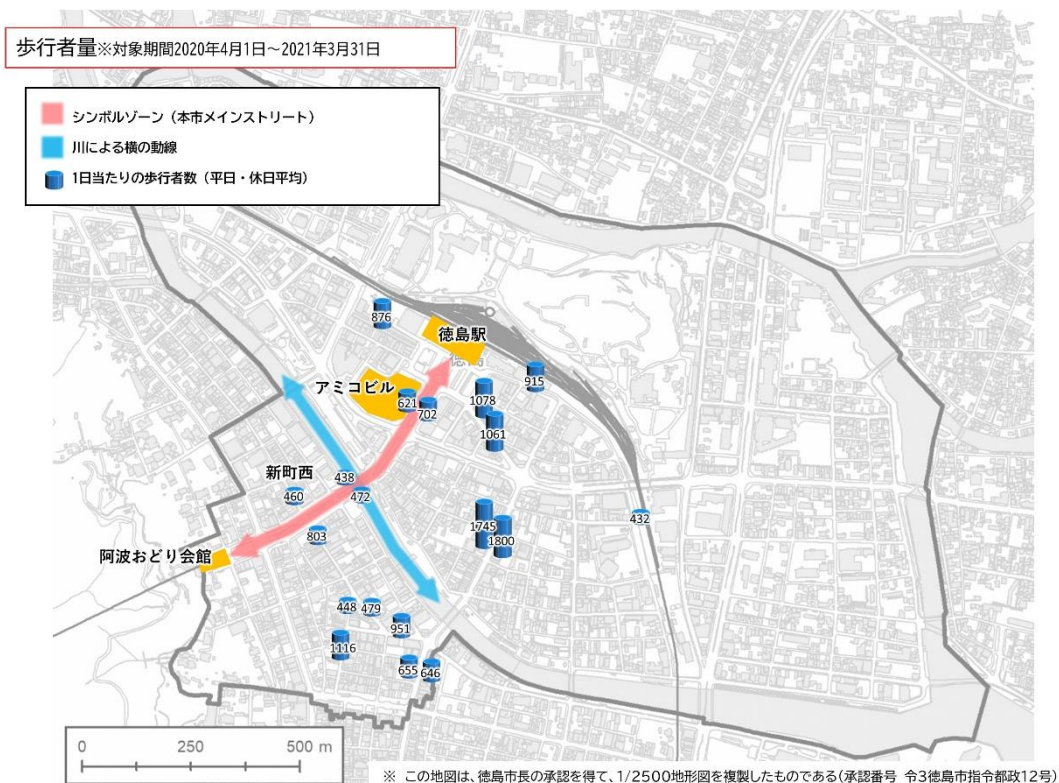 歩行者量※対象期間2020年4月1日～2021年3月31日
シンボルゾーン（本市メインストリート）
川による横の動線
1日当たりの歩行者数（平日・休日平均）
876
徳島駅
徳島
915
アミコビル
621
702
1078
1061
新町西
438
460
472
803
1745
1800
432
阿波おどり会館
448
479
951
1116
655
646
0 250 500 m
※ この地図は、徳島市長の承認を得て、1/2500地形図を複製したものである（承認番号 令3徳島市指令都政12号）